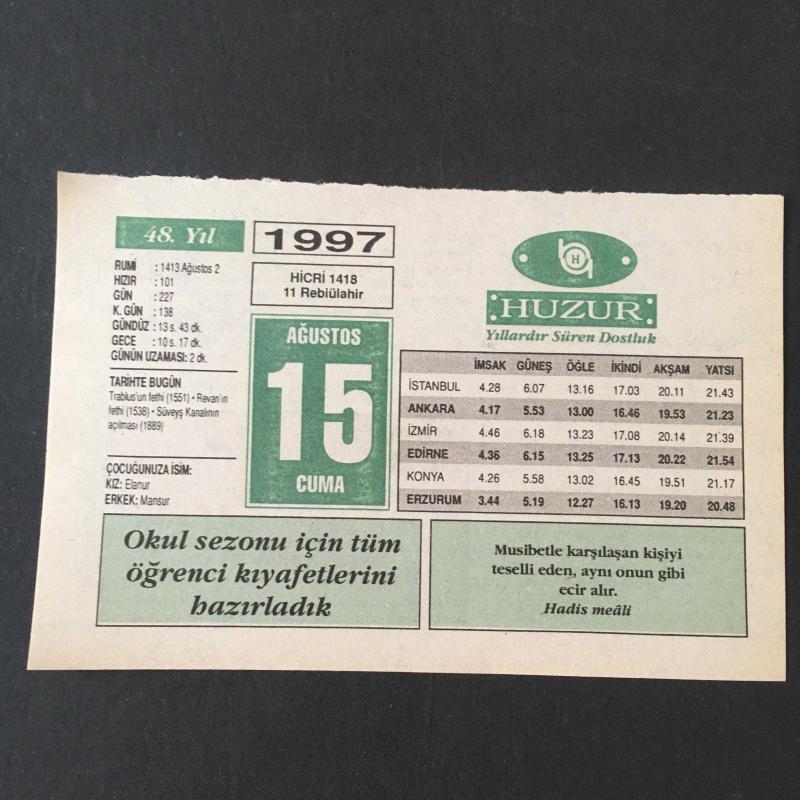 48. Yıl
1997
RUMİ : 1413 Ağustos 2
HIZIR : 101
GÜN : 227
K. GÜN : 138
GÜNDÜZ : 13 s. 43 dk.
GECE : 10 s. 17 dk.
GÜNÜN UZAMASI: 2 dk.
HİCRİ 1418
11 Rebiülahir
TARİHTE BUGÜN
Trablus'un fethi (1551) • Revan'ın
fethi (1538) • Süveyş Kanalının
açılması (1889)
ÇOCUĞUNUZA İSİM:
KIZ: Elanur
ERKEK: Mansur
AĞUSTOS
15
CUMA
H
HUZUR
Yıllardır Süren Dostluk
İMSAK GÜNEŞ ÖĞLE İKİNDİ AKŞAM YATSI
İSTANBUL 4.28 6.07 13.16 17.03 20.11 21.43
ANKARA 4.17 5.53 13.00 16.46 19.53 21.23
İZMİR 4.46 6.18 13.23 17.08 20.14 21.39
EDİRNE 4.36 6.15 13.25 17.13 20.22 21.54
KONYA 4.26 5.58 13.02 16.45 19.51 21.17
ERZURUM 3.44 5.19 12.27 16.13 19.20 20.48
Okul sezonu için tüm
öğrenci kıyafetlerini
hazırladık
Musibetle karşılaşan kişiyi
teselli eden, aynı onun gibi
ecir alır.
Hadis meâli